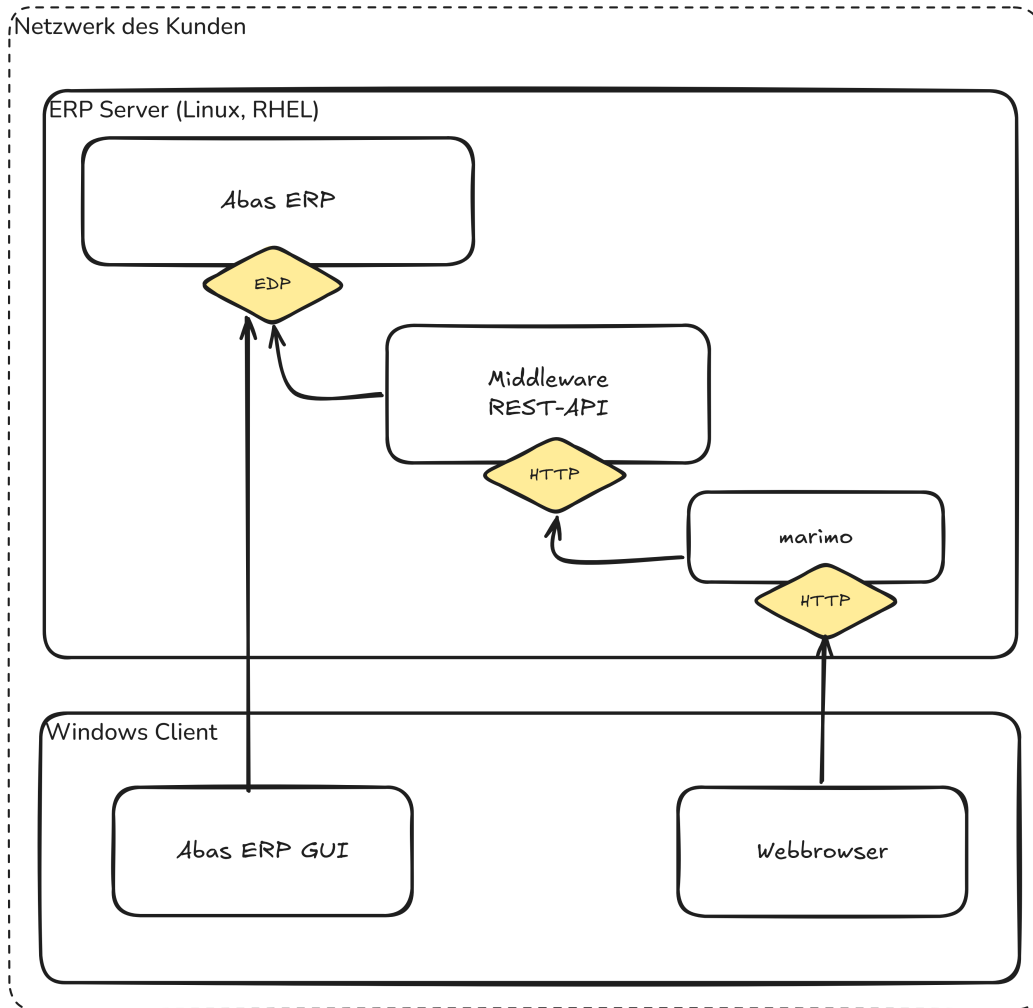 Netzwerk des Kunden
ERP Server (Linux, RHEL)
Abas ERP
EDP
Middleware
REST-API
HTTP
marimo
HTTP
Windows Client
Abas ERP GUI
Webbrowser